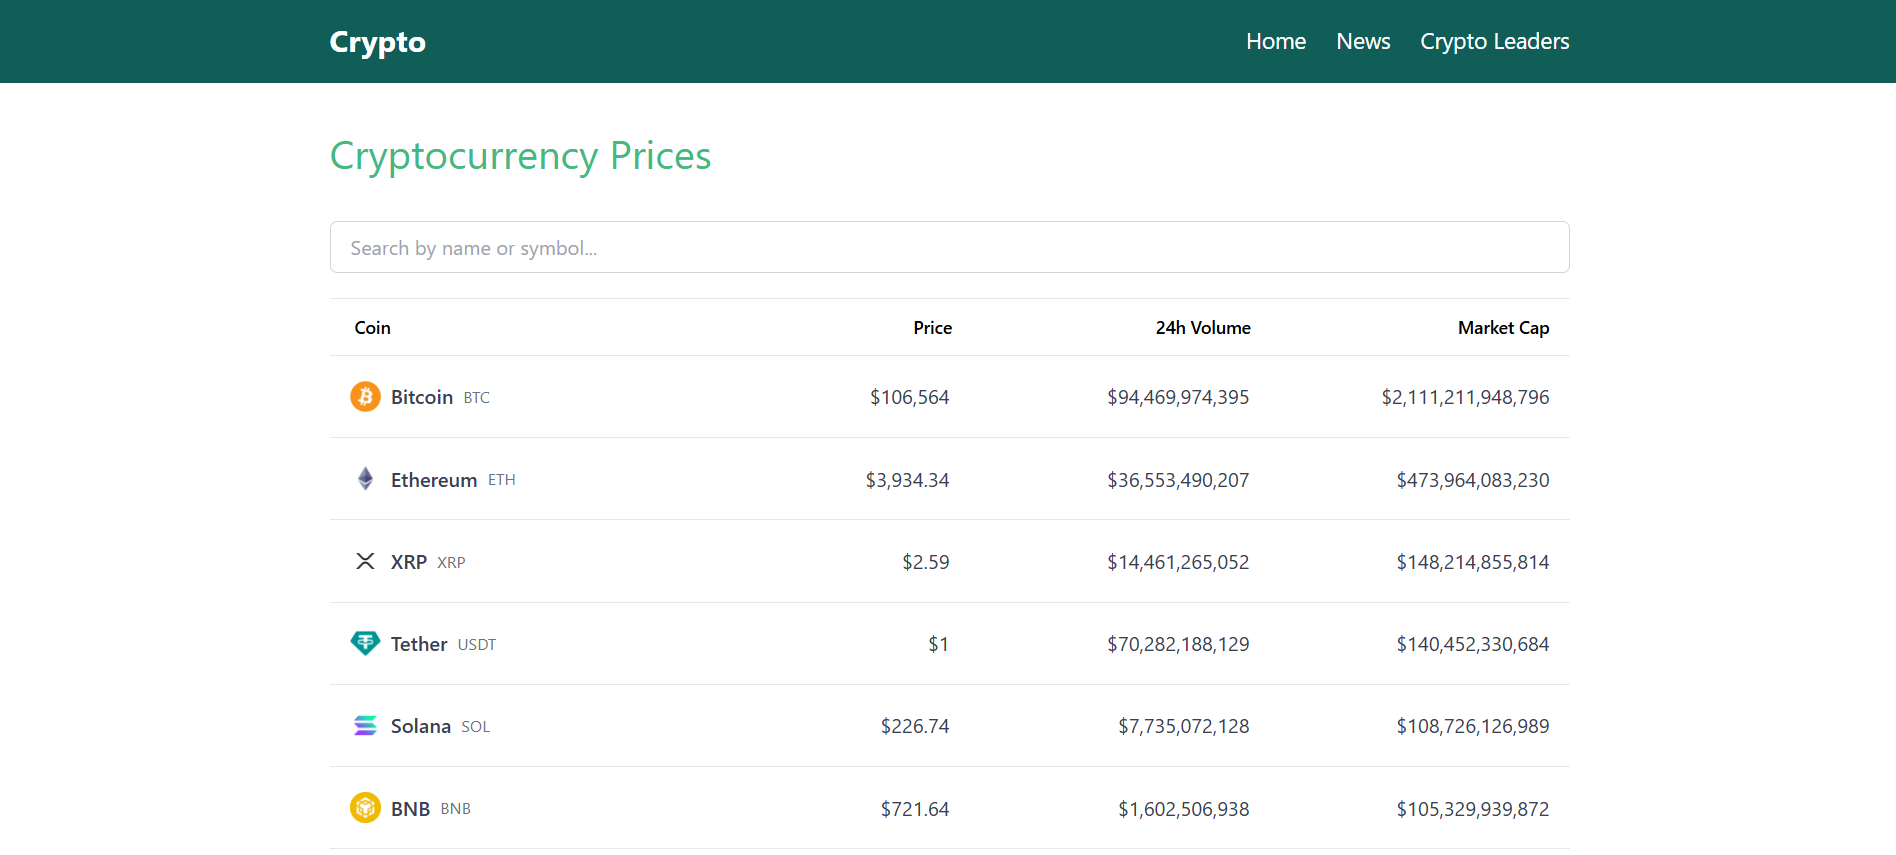 Crypto Home News Crypto Leaders
Cryptocurrency Prices
Search by name or symbol...
Coin Price 24h Volume Market Cap
Bitcoin BTC $106,564 $94,469,974,395 $2,111,211,948,796
Ethereum ETH $3,934.34 $36,553,490,207 $473,964,083,230
XRP XRP $2.59 $14,461,265,052 $148,214,855,814
Tether USDT $1 $70,282,188,129 $140,452,330,684
Solana SOL $226.74 $7,735,072,128 $108,726,126,989
BNB BNB $721.64 $1,602,506,938 $105,329,939,872